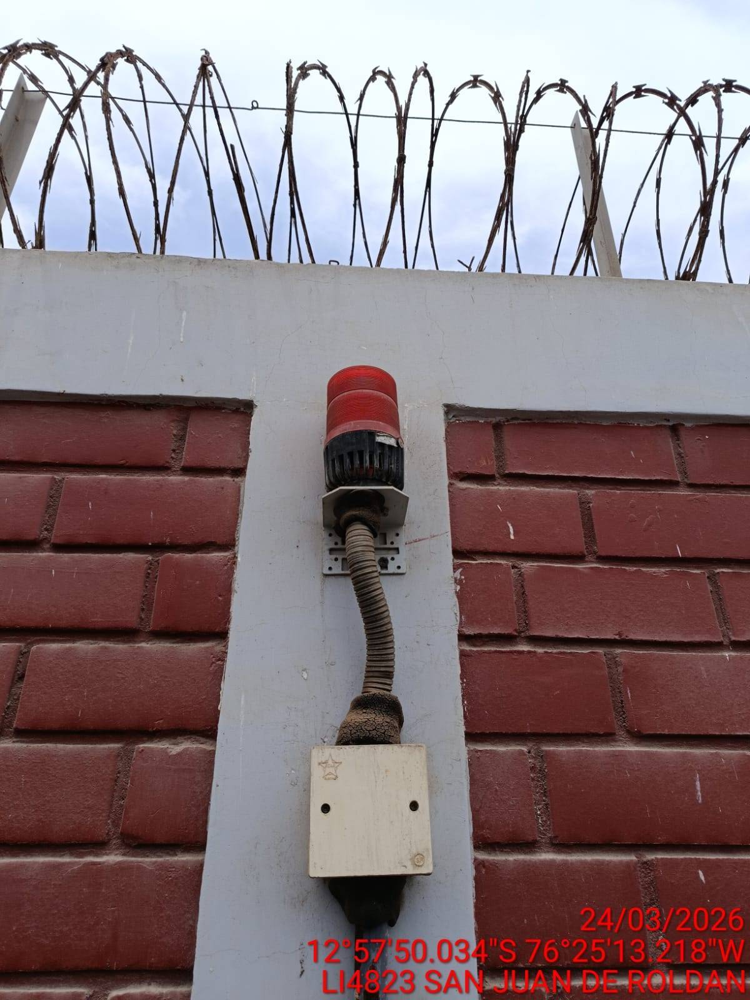 24/03/2026
12°57'50.034"S 76°25'13.218"W
LI4823 SAN JUAN DE ROLDAN